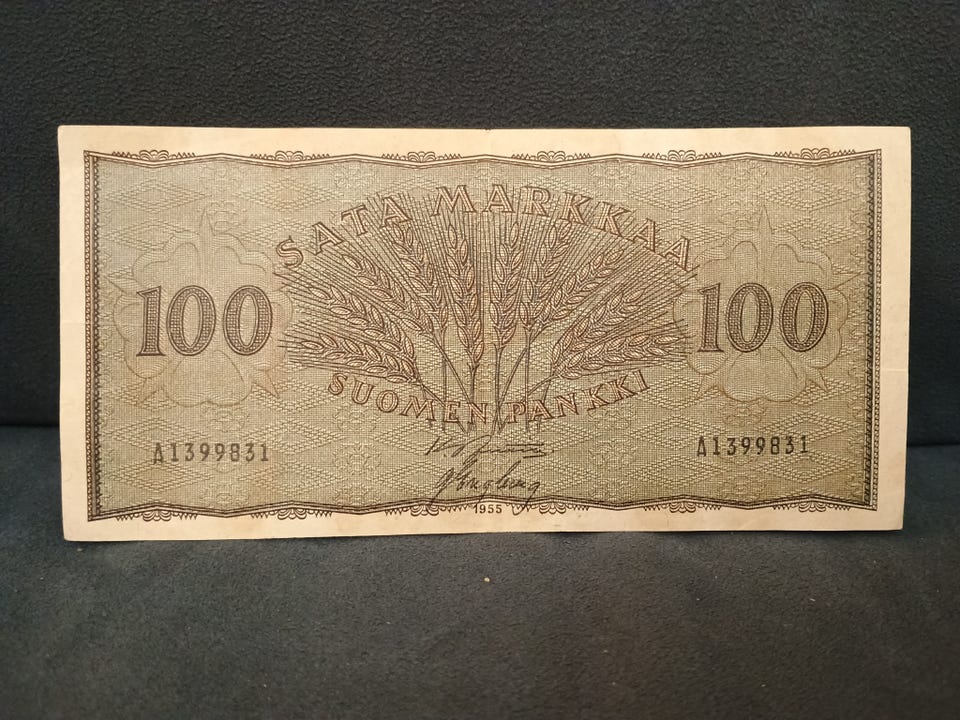 SATA MARKKAA
100 100
SUOMEN PANKKI
A1399831 A1399831
1955